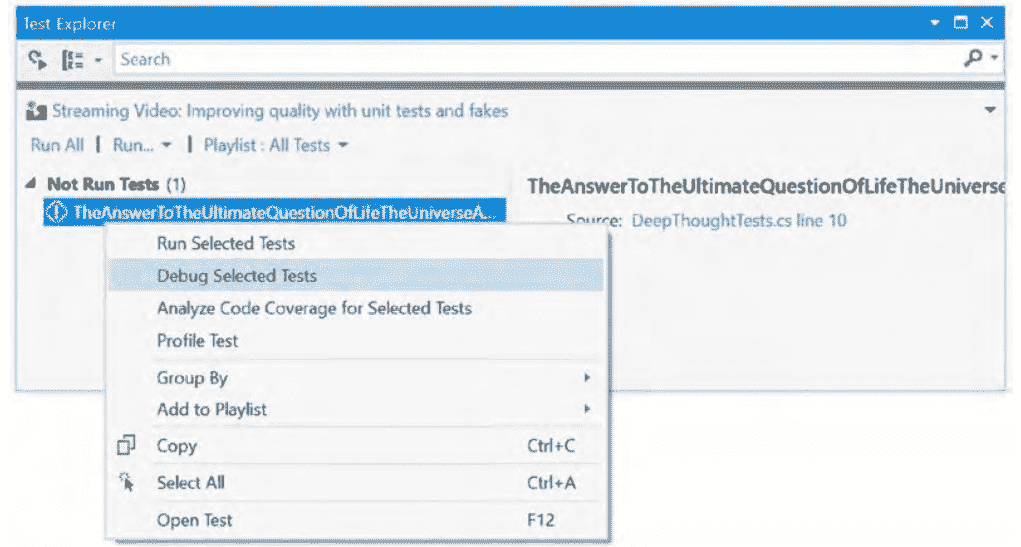 Test Explorer
Search
Streaming Video: Improving quality with unit tests and fakes
Run All | Run... | Playlist : All Tests
Not Run Tests (1)
TheAnswerToTheUltimateQuestionOfLifeTheUniverseA...
TheAnswerToTheUltimateQuestionOfLifeTheUniverse
Source: DeepThoughtTests.cs line 10
Run Selected Tests
Debug Selected Tests
Analyze Code Coverage for Selected Tests
Profile Test
Group By
Add to Playlist
Copy Ctrl+C
Select All Ctrl+A
Open Test F12